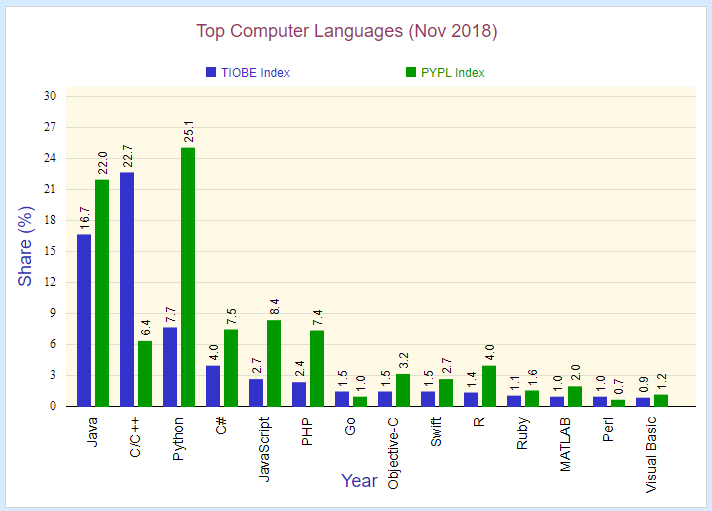 Top Computer Languages (Nov 2018)
TIOBE Index PYPL Index
30
27
24
21
18
15
12
9
6
3
0
Share (%)
16.7 22.0
22.7 6.4
7.7 25.1
4.0 7.5
2.7 8.4
2.4 7.4
1.5 1.0
1.5 3.2
1.5 2.7
1.4 4.0
1.1 1.6
1.0 2.0
1.0 0.7
0.9 1.2
Java
C/C++
Python
C#
JavaScript
PHP
Go
Objective-C
Swift
R
Ruby
MATLAB
Perl
Visual Basic
Year